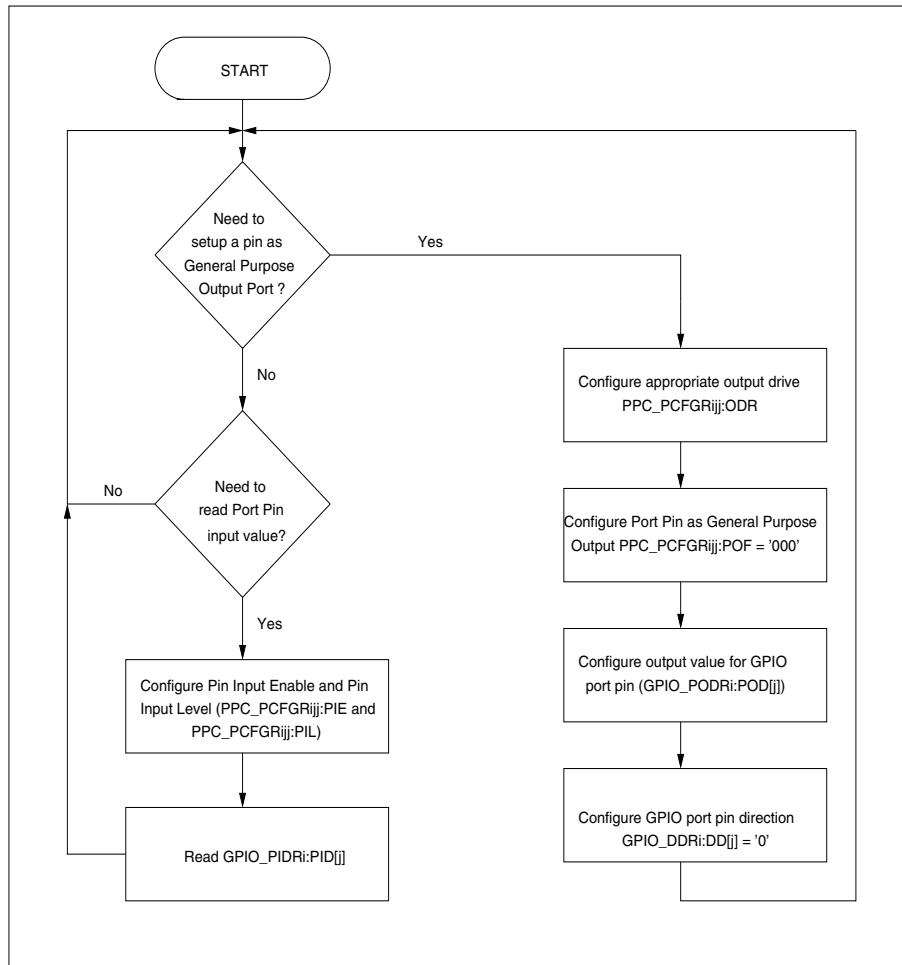 START
Need to
setup a pin as
General Purpose
Output Port ?
Yes
No
Configure appropriate output drive
PPC_PCFGRijj:ODR
Need to
read Port Pin
input value?
No
Yes
Configure Port Pin as General Purpose
Output PPC_PCFGRijj:POF = '000'
Configure output value for GPIO
port pin (GPIO_PODRi:POD[j])
Configure Pin Input Enable and Pin
Input Level (PPC_PCFGRijj:PIE and
PPC_PCFGRijj:PIL)
Configure GPIO port pin direction
GPIO_DDRi:DD[j] = '0'
Read GPIO_PIDRi:PID[j]